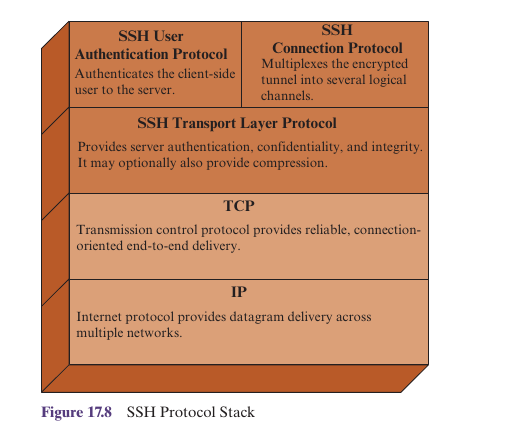 SSH User
Authentication Protocol
Authenticates the client-side
user to the server.
SSH
Connection Protocol
Multiplexes the encrypted
tunnel into several logical
channels.
SSH Transport Layer Protocol
Provides server authentication, confidentiality, and integrity.
It may optionally also provide compression.
TCP
Transmission control protocol provides reliable, connection-
oriented end-to-end delivery.
IP
Internet protocol provides datagram delivery across
multiple networks.
Figure 17.8 SSH Protocol Stack